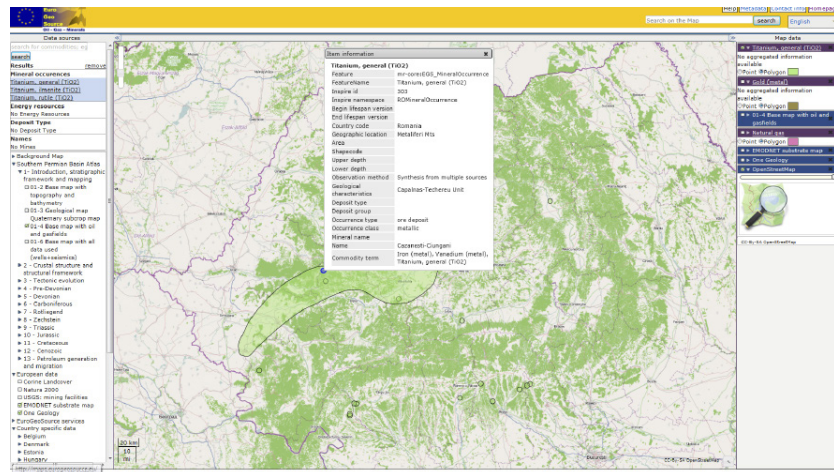 Euro
Geo
Source
Oil - Gas - Minerals
Help Metadata Contact info Homepage
Search on the Map
search
English
Data sources
search for commodities, eg
search
Results remove
Mineral occurrences
Titanium, general (TiO2)
Titanium, ilmenite (TiO2)
Titanium, rutile (TiO2)
Energy resources
No Energy Resources
Deposit Type
No Deposit Type
Names
No Mines
Background Map
Southern Permian Basin Atlas
1- Introduction, stratigraphic
framework and mapping
01-2 Base map with
topography and
bathymetry
01-3 Geological map
Quaternary subcrop map
01-4 Base map with oil
and gasfields
01-6 Base map with all
data used
(wells+seismics)
2 - Crustal structure and
structural framework
3 - Tectonic evolution
4 - Pre-Devonian
5 - Devonian
6 - Carboniferous
7 - Rotliegend
8 - Zechstein
9 - Triassic
10 - Jurassic
11 - Cretaceous
12 - Cenozoic
13 - Petroleum generation
and migration
European data
Corine Landcover
Natura 2000
USGS: mining facilities
EMODNET substrate map
One Geology
EuroGeoSource services
Country specific data
Belgium
Denmark
Estonia
Hungary
Item information x
Titanium, general (TiO2)
Feature mr-core:EGS_MineralOccurrence
FeatureName Titanium, general (TiO2)
Inspire id 303
Inspire namespace ROMineralOccurrence
Begin lifespan version
End lifespan version
Country code Romania
Geographic location Metaliferi Mts
Area
Shapecode
Upper depth
Lower depth
Observation method Synthesis from multiple sources
Geological
characteristics Capalnas-Techereu Unit
Deposit type
Deposit group
Occurrence type ore deposit
Occurrence class metallic
Mineral name
Name Cazanesti-Ciungani
Commodity term Iron (metal), Vanadium (metal),
Titanium, general (TiO2)
20 km
10
mi
CC-By-SA OpenStreetMap
Map data
Titanium, general (TiO2)
No aggregated information
available
Point Polygon
Gold (metal)
No aggregated information
available
Point Polygon
01-4 Base map with oil and
gasfields
Natural gas
Point Polygon
EMODNET substrate map
One Geology
OpenStreetMap
CC-By-SA OpenStreetMap